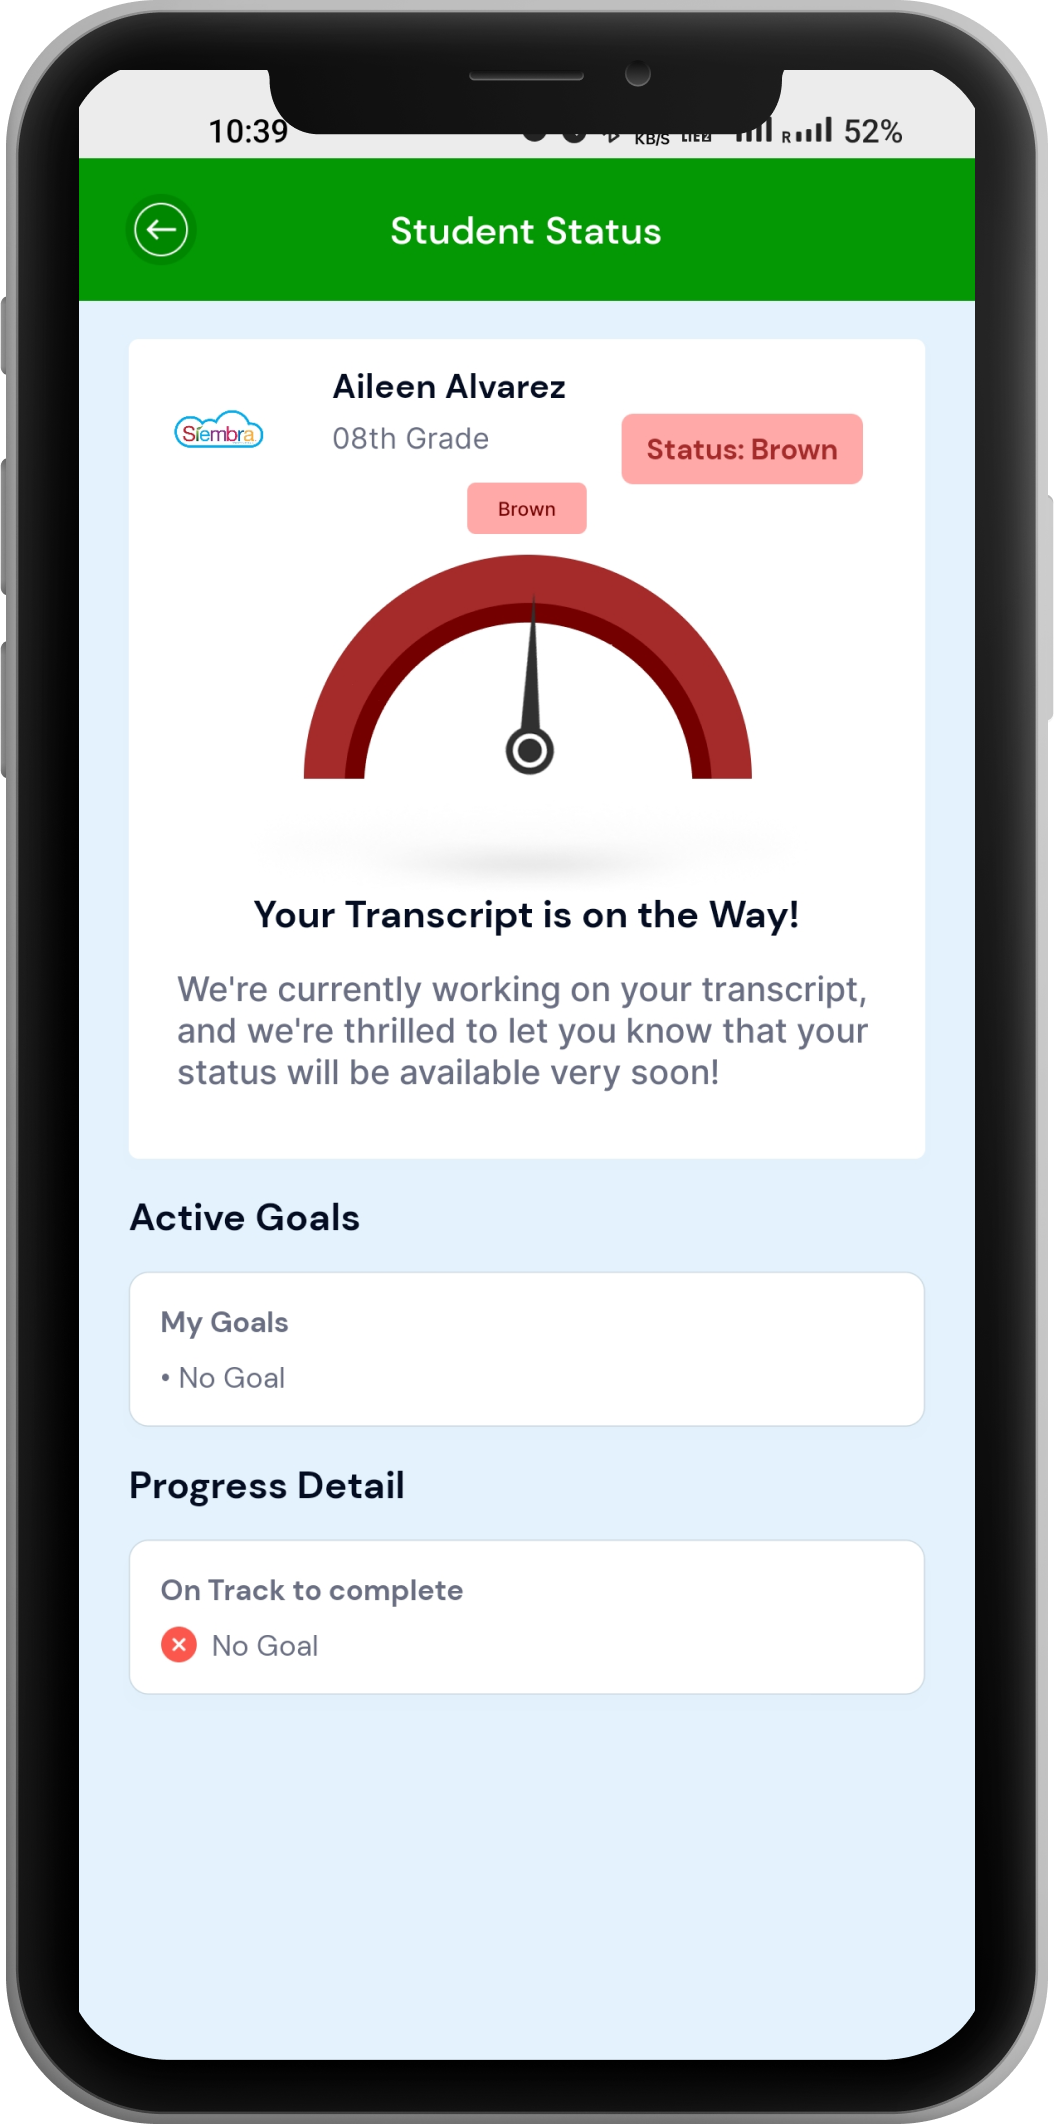 10:39
KB/S
R
52%
Student Status
Aileen Alvarez
Siembra
08th Grade
Status: Brown
Brown
Your Transcript is on the Way!
We're currently working on your transcript,
and we're thrilled to let you know that your
status will be available very soon!
Active Goals
My Goals
• No Goal
Progress Detail
On Track to complete
No Goal